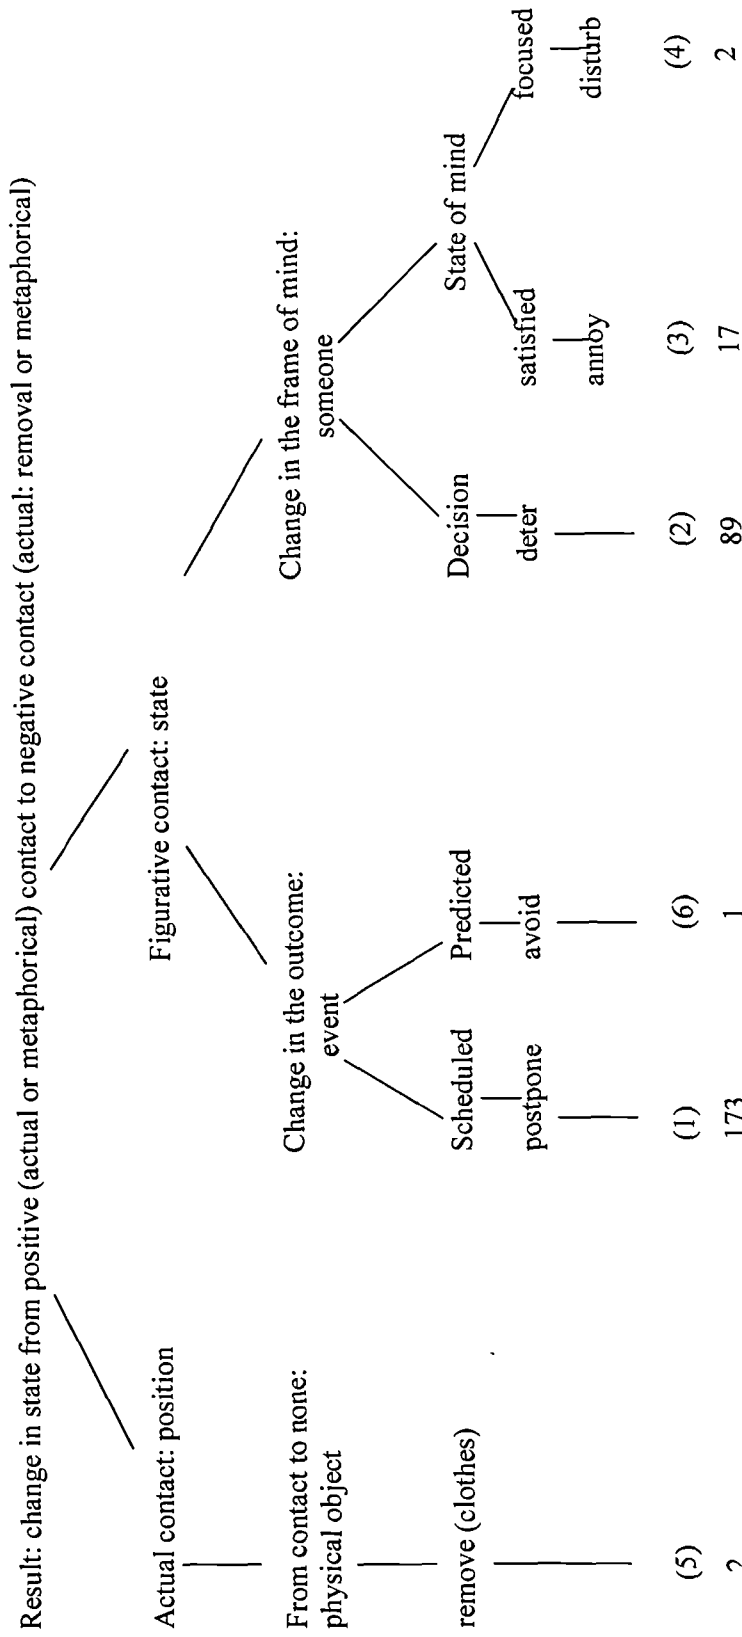 Result: change in state from positive (actual or metaphorical) contact to negative contact (actual: removal or metaphorical)
Actual contact: position
Figurative contact: state
From contact to none:
physical object
Change in the outcome:
event
Change in the frame of mind:
someone
remove (clothes)
Scheduled
postpone
Predicted
avoid
Decision
deter
State of mind
satisfied
annoy
focused
disturb
(5) (1) (6) (2) (3) (4)
2 173 1 89 17 2